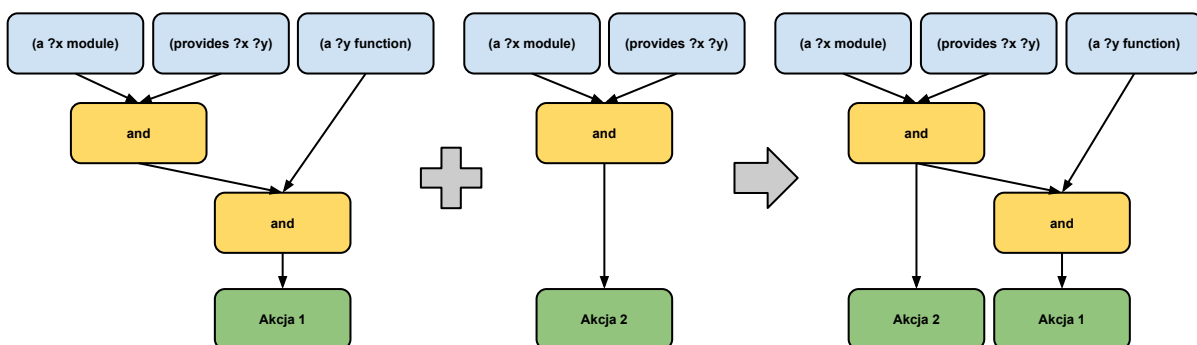 (a ?x module)
(provides ?x ?y)
(a ?y function)
(a ?x module)
(provides ?x ?y)
(a ?x module)
(provides ?x ?y)
(a ?y function)
and
and
and
and
and
Akcja 1
Akcja 2
Akcja 2
Akcja 1